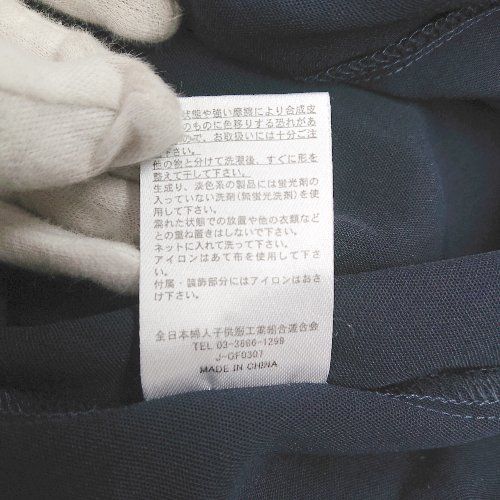 状態や強い摩擦により合成皮
のものに色移りする恐れがあ
ので、お取扱いには十分ご注
下さい。
他の物と分けて洗濯後、すぐに形を
整えて干して下さい。
生成り、淡色系の製品には蛍光剤の
入っていない洗剤(無蛍光洗剤)を使
用して下さい。
濡れた状態での放置や他の衣類など
との重ね置きはしないで下さい。
ネットに入れて洗って下さい。
アイロンはあて布を使用して下さい。
付属・装飾部分にはアイロンはおさ
け下さい。
全日本婦人子供服工業組合連合会
TEL 03-3866-1299
J-GF0307
MADE IN CHINA